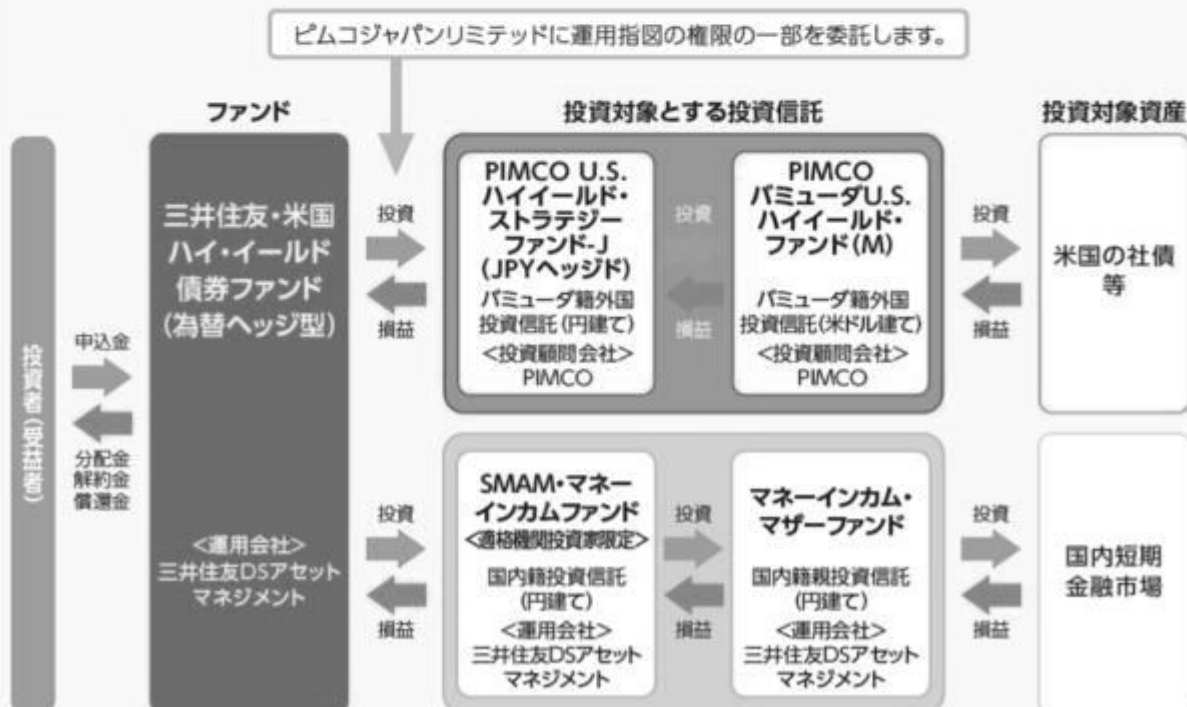 ピムコジャパンリミテッドに運用指図の権限の一部を委託します。
ファンド
投資対象とする投資信託
投資対象資産
投資者(受益者)
申込金
分配金
解約金
償還金
三井住友・米国
ハイ・イールド
債券ファンド
(為替ヘッジ型)
<運用会社>
三井住友DSアセット
マネジメント
投資
損益
PIMCO U.S.
ハイイールド・
ストラテジー
ファンド-J
(JPYヘッジド)
バミューダ籍外国
投資信託(円建て)
<投資顧問会社>
PIMCO
投資
損益
PIMCO
バミューダU.S.
ハイイールド・
ファンド(M)
バミューダ籍外国
投資信託(米ドル建て)
<投資顧問会社>
PIMCO
投資
損益
米国の社債
等
投資
損益
SMAM・マネー
インカムファンド
<適格機関投資家限定>
国内籍投資信託
(円建て)
<運用会社>
三井住友DSアセット
マネジメント
投資
損益
マネーインカム・
マザーファンド
国内籍親投資信託
(円建て)
<運用会社>
三井住友DSアセット
マネジメント
投資
損益
国内短期
金融市場